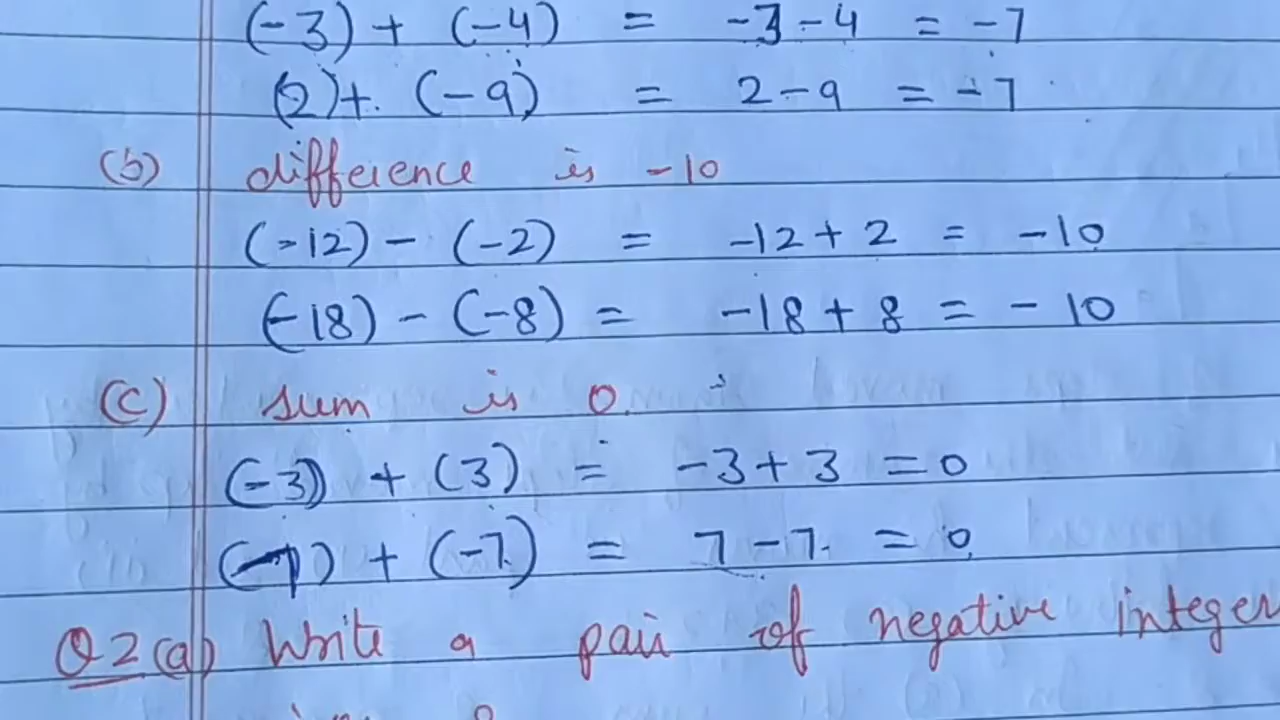 (-3) + (-4) = -3 - 4 = -7
(2) + (-9) = 2 - 9 = -7
(b) difference is -10
(-12) - (-2) = -12 + 2 = -10
(-18) - (-8) = -18 + 8 = -10
(c) sum is 0.
(-3) + (3) = -3 + 3 = 0
+ (-7) = 7 - 7 = 0
Q2(a) Write a pair of negative integer